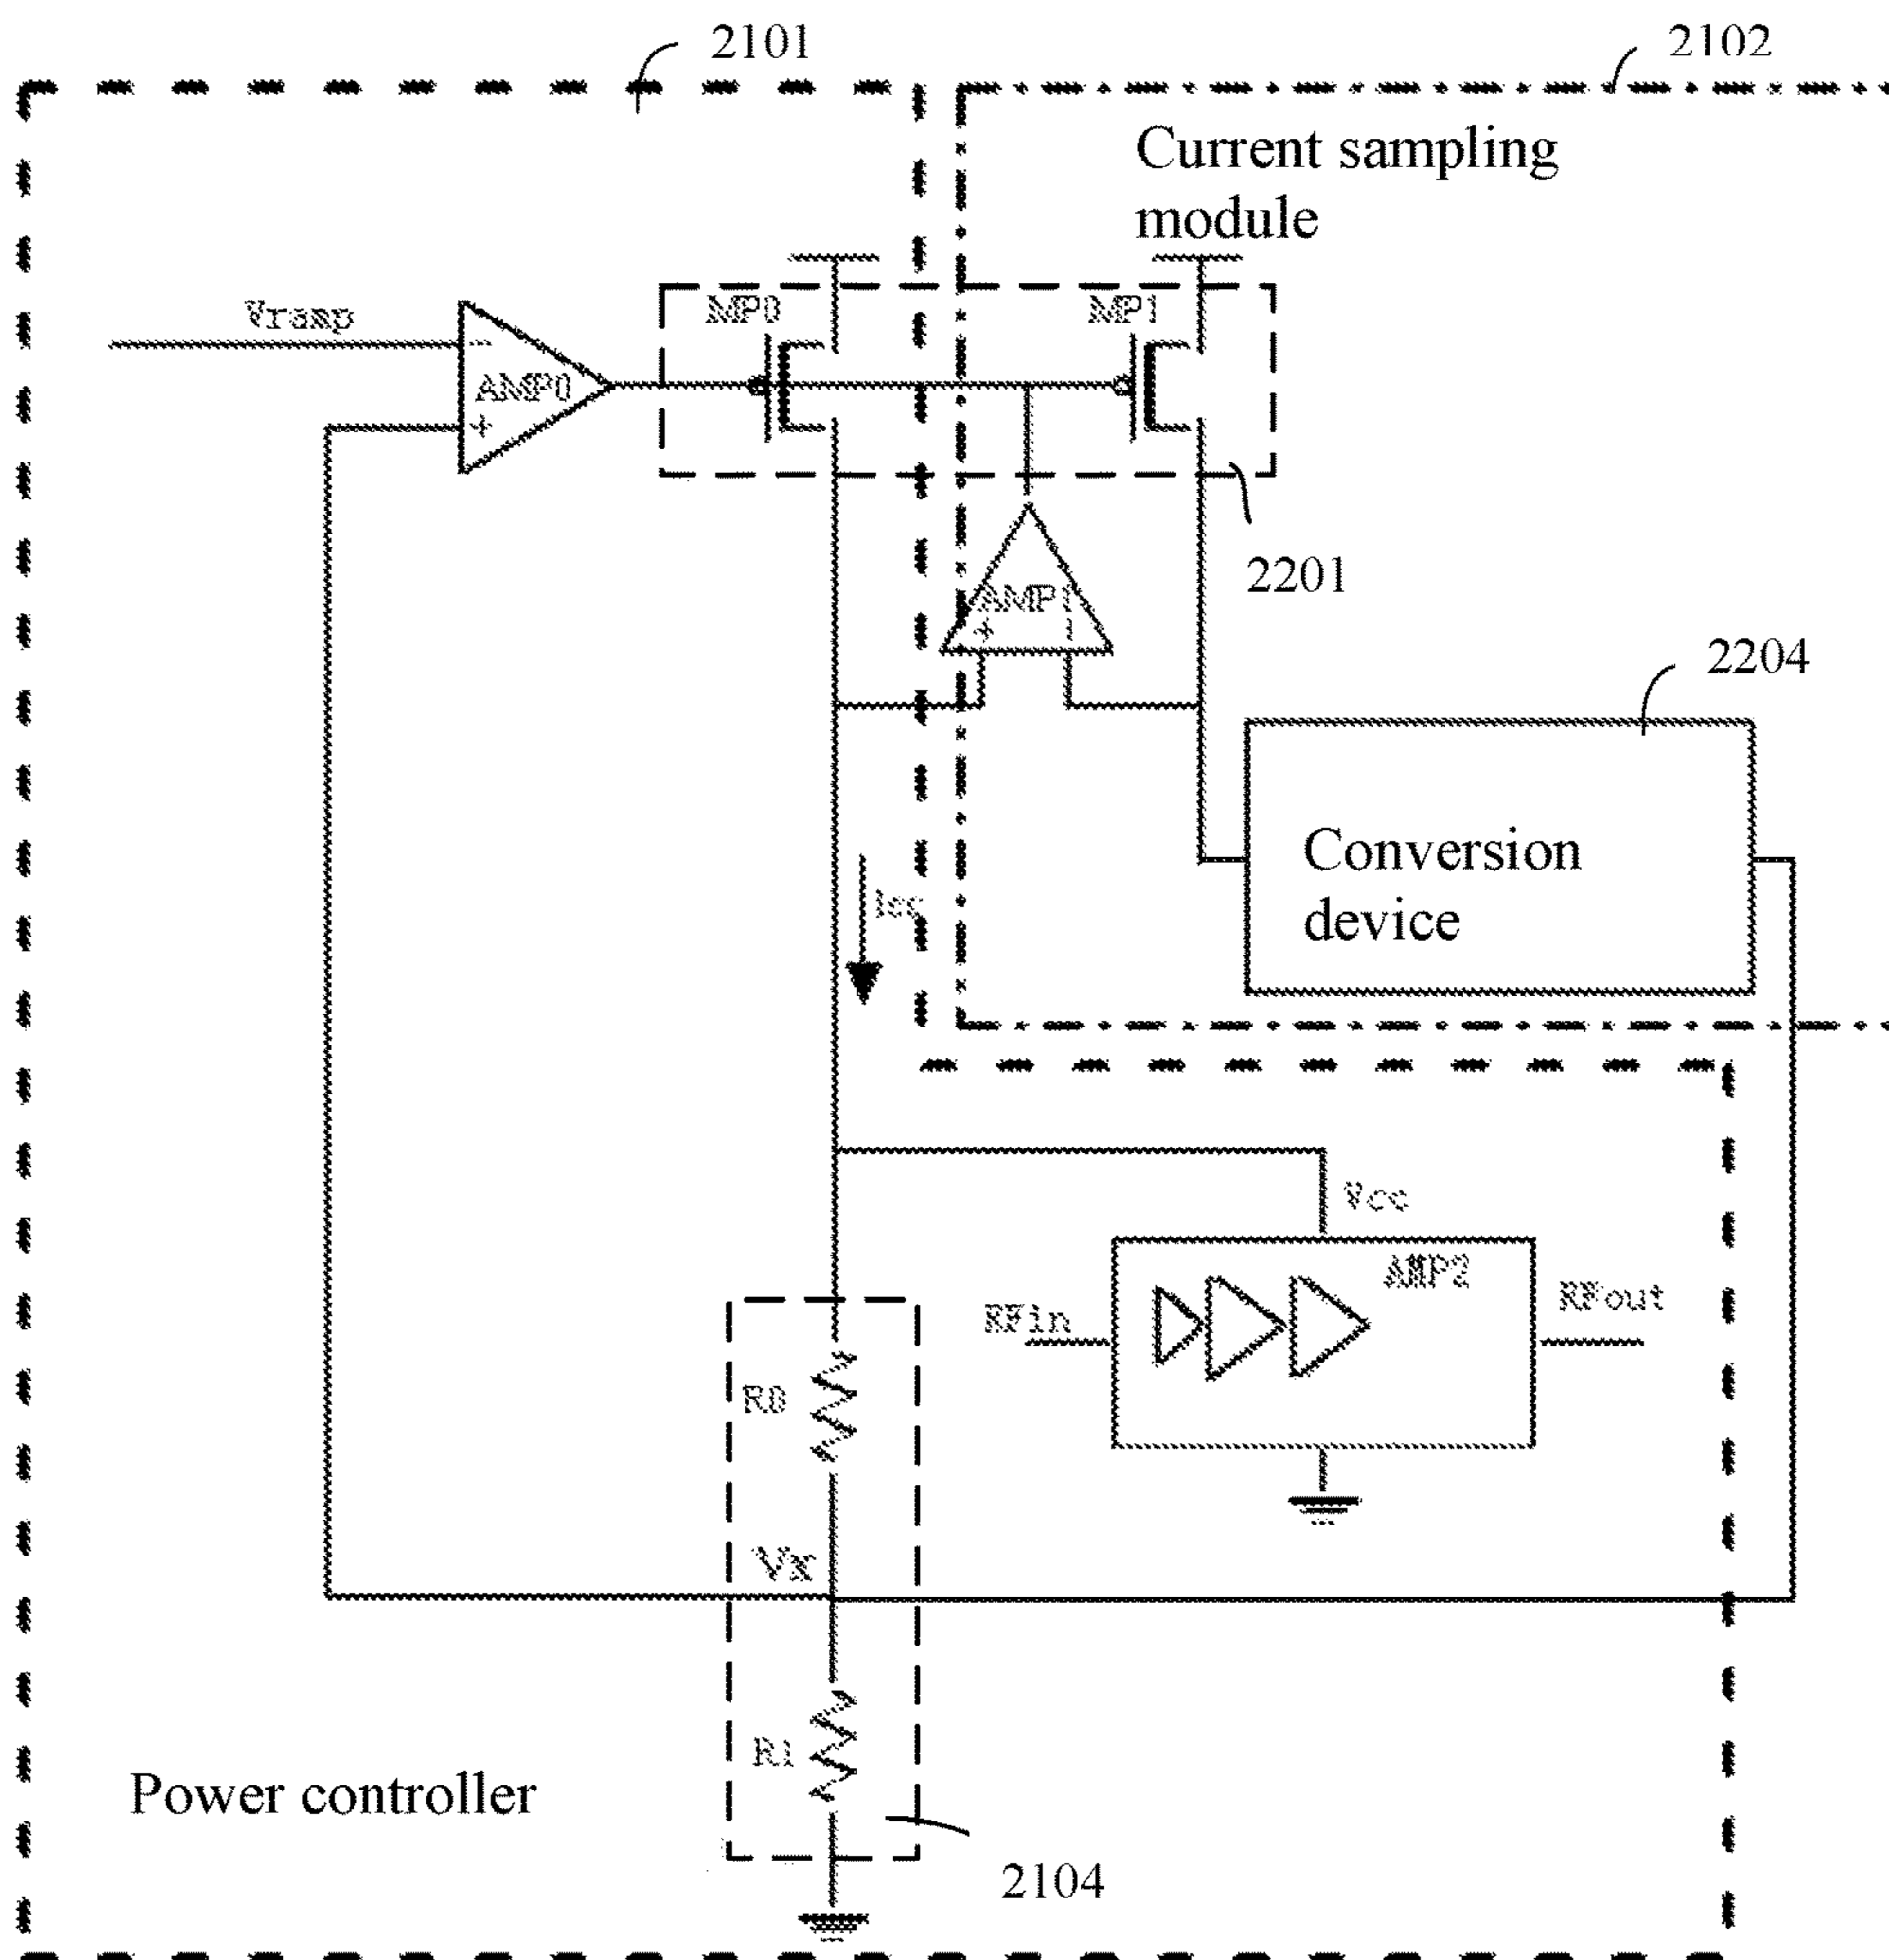 2101
2102
Current sampling
module
Vramp
MP0
MP1
-
AMP0
+
2201
AMP1
+
-
2204
Conversion
device
Icc
Vcc
AMP2
RFin
RFout
R0
Vx
R1
Power controller
2104